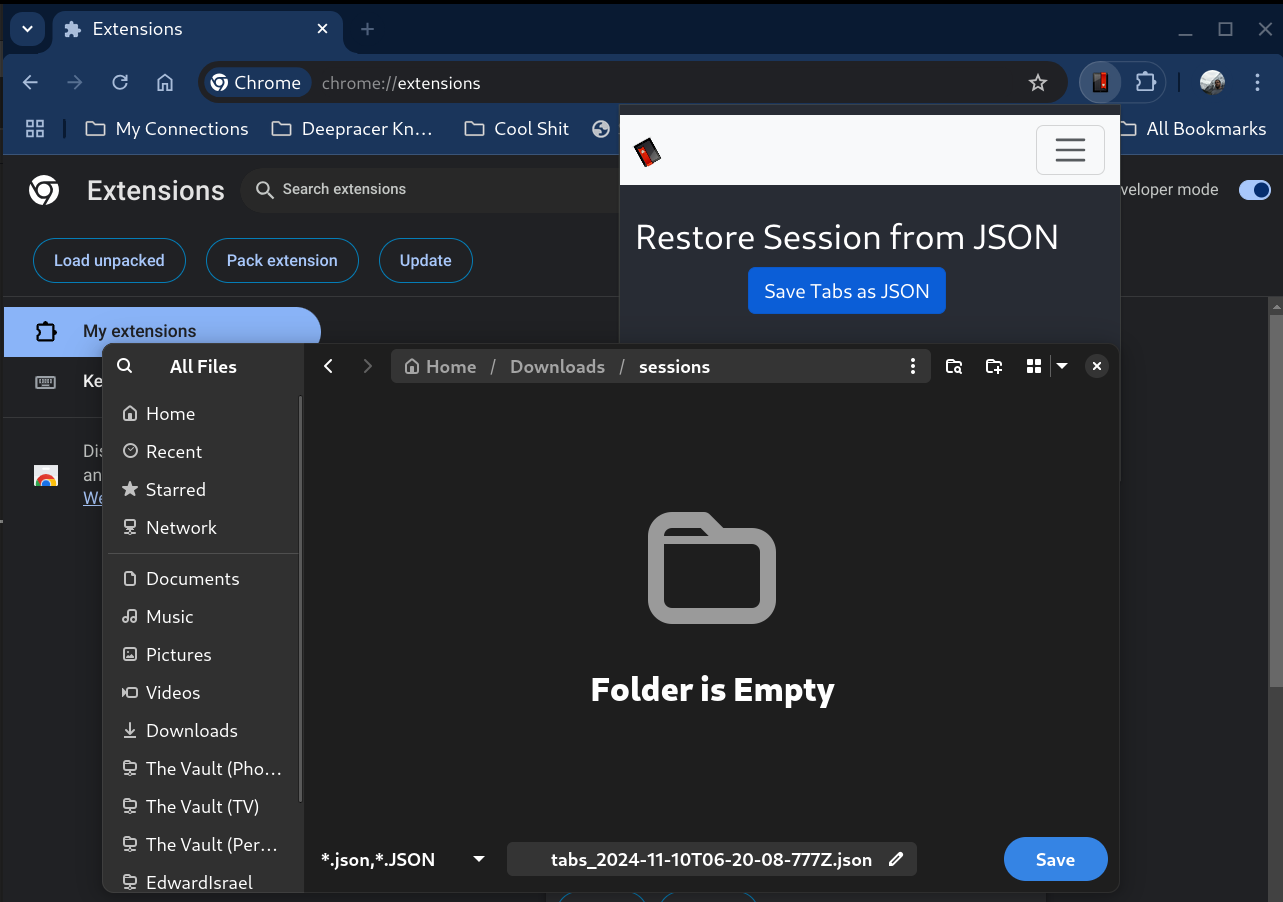 Extensions
Chrome chrome://extensions
My Connections Deepracer Kn… Cool Shit All Bookmarks
Extensions Search extensions veloper mode
Restore Session from JSON
Load unpacked Pack extension Update
Save Tabs as JSON
My extensions
All Files Home / Downloads / sessions
Ke
Home
Recent
Dis
an
We
Starred
Network
Documents
Music
Pictures
Videos
Downloads
The Vault (Pho…
The Vault (TV)
The Vault (Per…
EdwardIsrael
Folder is Empty
*.json,*.JSON tabs_2024-11-10T06-20-08-777Z.json Save